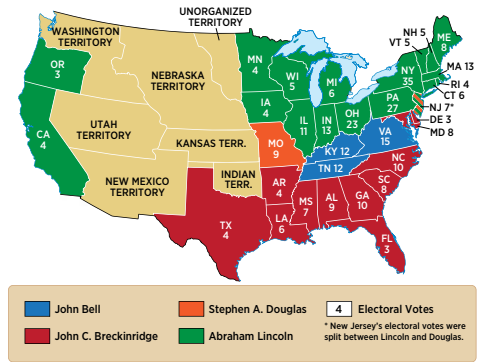 UNORGANIZED
TERRITORY
WASHINGTON
TERRITORY
NH 5
VT 5
ME
8
OR
3
NEBRASKA
TERRITORY
MN
4
WI
5
MI
6
NY
35
MA 13
RI 4
CT 6
PA
27
NJ 7*
DE 3
MD 8
IA
4
IL
11
IN
13
OH
23
CA
4
UTAH
TERRITORY
KANSAS TERR.
MO
9
KY 12
VA
15
TN 12
NC
10
NEW MEXICO
TERRITORY
INDIAN
TERR.
AR
4
SC
8
MS
7
AL
9
GA
10
TX
4
LA
6
FL
3
John Bell
Stephen A. Douglas
4 Electoral Votes
John C. Breckinridge
Abraham Lincoln
* New Jersey's electoral votes were
split between Lincoln and Douglas.